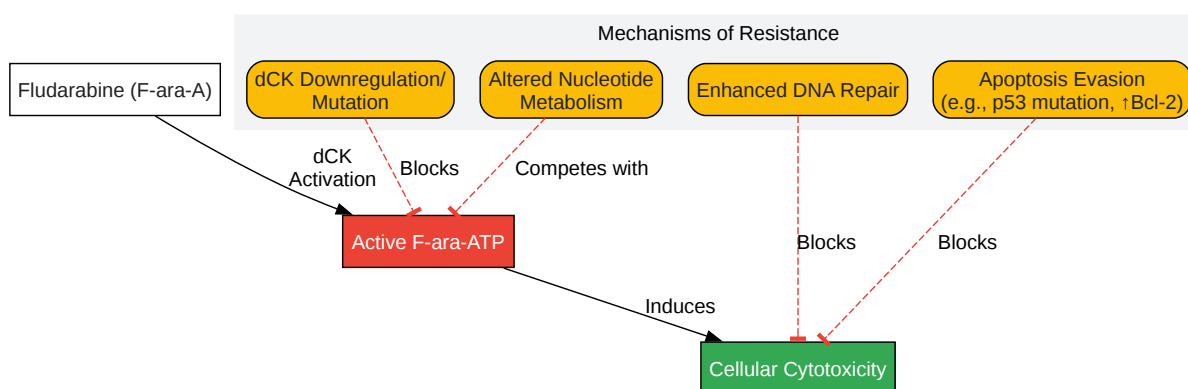 Mechanisms of Resistance
Fludarabine (F-ara-A)
dCK Downregulation/
Mutation
Altered Nucleotide
Metabolism
Enhanced DNA Repair
Apoptosis Evasion
(e.g., p53 mutation, ↑Bcl-2)
dCK
Activation
Blocks
Competes with
Blocks
Blocks
Active F-ara-ATP
Induces
Cellular Cytotoxicity